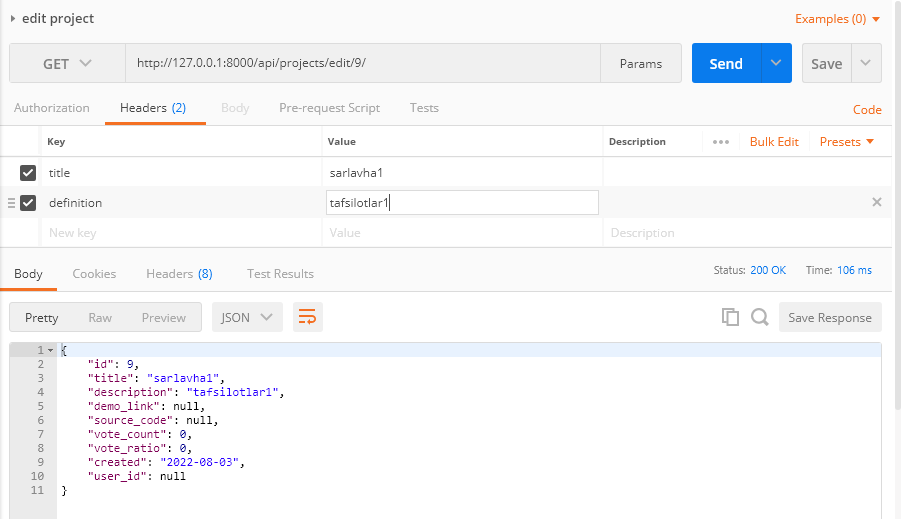 edit project Examples (0)
GET http://127.0.0.1:8000/api/projects/edit/9/ Params Send Save
Authorization Headers (2) Body Pre-request Script Tests Code
Key Value Description ••• Bulk Edit Presets
title sarlavha1
definition tafsilotlar1
New key Value Description
Body Cookies Headers (8) Test Results Status: 200 OK Time: 106 ms
Pretty Raw Preview JSON Save Response
1 {
2 "id": 9,
3 "title": "sarlavha1",
4 "description": "tafsilotlar1",
5 "demo_link": null,
6 "source_code": null,
7 "vote_count": 0,
8 "vote_ratio": 0,
9 "created": "2022-08-03",
10 "user_id": null
11 }